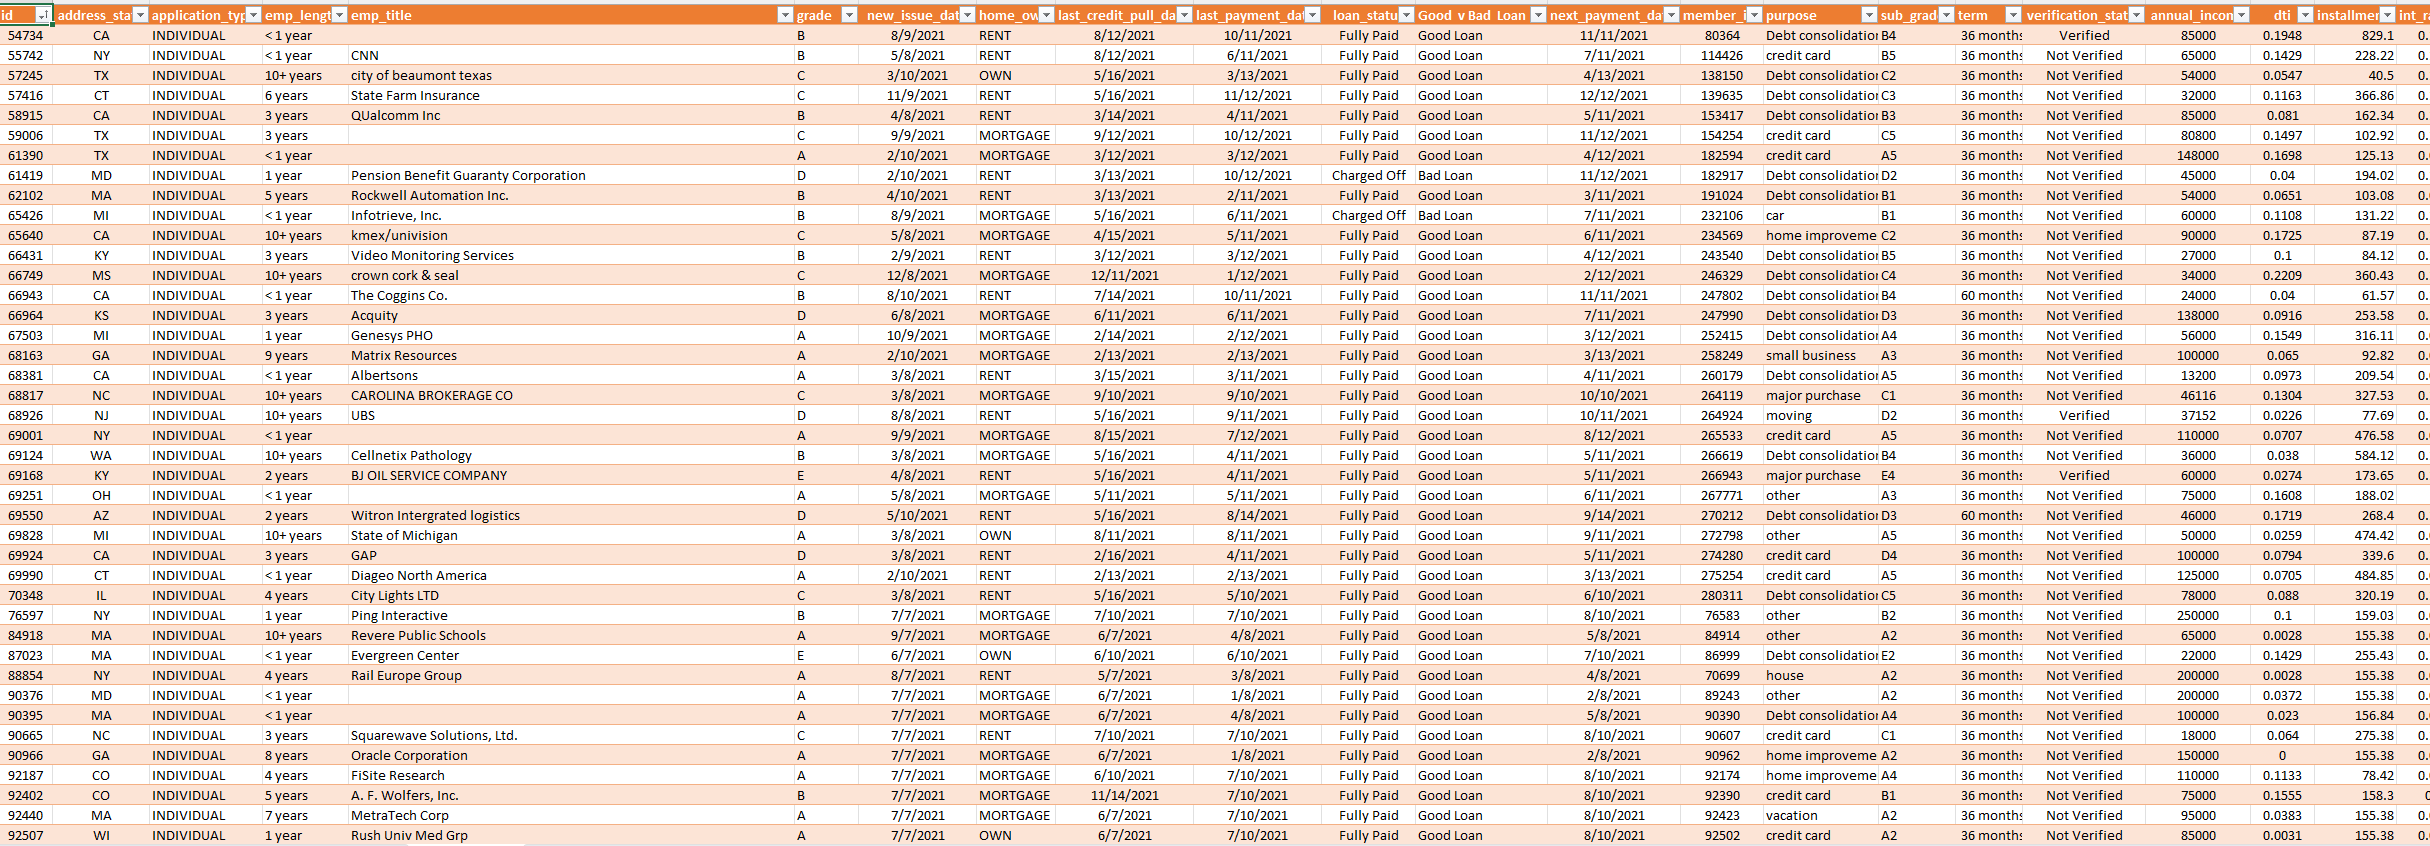 id address_sta application_typ emp_lengt emp_title grade new_issue_dat home_ow last_credit_pull_da last_payment_da loan_statu Good v Bad Loan next_payment_da member_i purpose sub_grad term verification_stat annual_incon dti installmer int_ra
54734 CA INDIVIDUAL < 1 year B 8/9/2021 RENT 8/12/2021 10/11/2021 Fully Paid Good Loan 11/11/2021 80364 Debt consolidation B4 36 months Verified 85000 0.1948 829.1 0.
55742 NY INDIVIDUAL < 1 year CNN B 5/8/2021 RENT 8/12/2021 6/11/2021 Fully Paid Good Loan 7/11/2021 114426 credit card B5 36 months Not Verified 65000 0.1429 228.22 0.
57245 TX INDIVIDUAL 10+ years city of beaumont texas C 3/10/2021 OWN 5/16/2021 3/13/2021 Fully Paid Good Loan 4/13/2021 138150 Debt consolidation C2 36 months Not Verified 54000 0.0547 40.5 0.
57416 CT INDIVIDUAL 6 years State Farm Insurance C 11/9/2021 RENT 5/16/2021 11/12/2021 Fully Paid Good Loan 12/12/2021 139635 Debt consolidation C3 36 months Not Verified 32000 0.1163 366.86 0.
58915 CA INDIVIDUAL 3 years QUalcomm Inc B 4/8/2021 RENT 3/14/2021 4/11/2021 Fully Paid Good Loan 5/11/2021 153417 Debt consolidation B3 36 months Not Verified 85000 0.081 162.34 0.
59006 TX INDIVIDUAL 3 years C 9/9/2021 MORTGAGE 9/12/2021 10/12/2021 Fully Paid Good Loan 11/12/2021 154254 credit card C5 36 months Not Verified 80800 0.1497 102.92 0.
61390 TX INDIVIDUAL < 1 year A 2/10/2021 MORTGAGE 3/12/2021 3/12/2021 Fully Paid Good Loan 4/12/2021 182594 credit card A5 36 months Not Verified 148000 0.1698 125.13 0.
61419 MD INDIVIDUAL 1 year Pension Benefit Guaranty Corporation D 2/10/2021 RENT 3/13/2021 10/12/2021 Charged Off Bad Loan 11/12/2021 182917 Debt consolidation D2 36 months Not Verified 45000 0.04 194.02 0.
62102 MA INDIVIDUAL 5 years Rockwell Automation Inc. B 4/10/2021 RENT 3/13/2021 2/11/2021 Fully Paid Good Loan 3/11/2021 191024 Debt consolidation B1 36 months Not Verified 54000 0.0651 103.08 0.
65426 MI INDIVIDUAL < 1 year Infotrieve, Inc. B 8/9/2021 MORTGAGE 5/16/2021 6/11/2021 Charged Off Bad Loan 7/11/2021 232106 car B1 36 months Not Verified 60000 0.1108 131.22 0.
65640 CA INDIVIDUAL 10+ years kmex/univision C 5/8/2021 MORTGAGE 4/15/2021 5/11/2021 Fully Paid Good Loan 6/11/2021 234569 home improveme C2 36 months Not Verified 90000 0.1725 87.19 0.
66431 KY INDIVIDUAL 3 years Video Monitoring Services B 2/9/2021 RENT 3/12/2021 3/12/2021 Fully Paid Good Loan 4/12/2021 243540 Debt consolidation B5 36 months Not Verified 27000 0.1 84.12 0.
66749 MS INDIVIDUAL 10+ years crown cork & seal C 12/8/2021 MORTGAGE 12/11/2021 1/12/2021 Fully Paid Good Loan 2/12/2021 246329 Debt consolidation C4 36 months Not Verified 34000 0.2209 360.43 0.
66943 CA INDIVIDUAL < 1 year The Coggins Co. B 8/10/2021 RENT 7/14/2021 10/11/2021 Fully Paid Good Loan 11/11/2021 247802 Debt consolidation B4 60 months Not Verified 24000 0.04 61.57 0.
66964 KS INDIVIDUAL 3 years Acquity D 6/8/2021 MORTGAGE 6/11/2021 6/11/2021 Fully Paid Good Loan 7/11/2021 247990 Debt consolidation D3 36 months Not Verified 138000 0.0916 253.58 0.
67503 MI INDIVIDUAL 1 year Genesys PHO A 10/9/2021 MORTGAGE 2/14/2021 2/12/2021 Fully Paid Good Loan 3/12/2021 252415 Debt consolidation A4 36 months Not Verified 56000 0.1549 316.11 0.
68163 GA INDIVIDUAL 9 years Matrix Resources A 2/10/2021 MORTGAGE 2/13/2021 2/13/2021 Fully Paid Good Loan 3/13/2021 258249 small business A3 36 months Not Verified 100000 0.065 92.82 0.
68381 CA INDIVIDUAL < 1 year Albertsons A 3/8/2021 RENT 3/15/2021 3/11/2021 Fully Paid Good Loan 4/11/2021 260179 Debt consolidation A5 36 months Not Verified 13200 0.0973 209.54 0.
68817 NC INDIVIDUAL 10+ years CAROLINA BROKERAGE CO C 3/8/2021 MORTGAGE 9/10/2021 9/10/2021 Fully Paid Good Loan 10/10/2021 264119 major purchase C1 36 months Not Verified 46116 0.1304 327.53 0.
68926 NJ INDIVIDUAL 10+ years UBS D 8/8/2021 RENT 5/16/2021 9/11/2021 Fully Paid Good Loan 10/11/2021 264924 moving D2 36 months Verified 37152 0.0226 77.69 0.
69001 NY INDIVIDUAL < 1 year A 9/9/2021 MORTGAGE 8/15/2021 7/12/2021 Fully Paid Good Loan 8/12/2021 265533 credit card A5 36 months Not Verified 110000 0.0707 476.58 0.
69124 WA INDIVIDUAL 10+ years Cellnetix Pathology B 3/8/2021 MORTGAGE 5/16/2021 4/11/2021 Fully Paid Good Loan 5/11/2021 266619 Debt consolidation B4 36 months Not Verified 36000 0.038 584.12 0.
69168 KY INDIVIDUAL 2 years BJ OIL SERVICE COMPANY E 4/8/2021 RENT 5/16/2021 4/11/2021 Fully Paid Good Loan 5/11/2021 266943 major purchase E4 36 months Verified 60000 0.0274 173.65 0.
69251 OH INDIVIDUAL < 1 year A 5/8/2021 MORTGAGE 5/11/2021 5/11/2021 Fully Paid Good Loan 6/11/2021 267771 other A3 36 months Not Verified 75000 0.1608 188.02
69550 AZ INDIVIDUAL 2 years Witron Intergrated logistics D 5/10/2021 RENT 5/16/2021 8/14/2021 Fully Paid Good Loan 9/14/2021 270212 Debt consolidation D3 60 months Not Verified 46000 0.1719 268.4 0.
69828 MI INDIVIDUAL 10+ years State of Michigan A 3/8/2021 OWN 8/11/2021 8/11/2021 Fully Paid Good Loan 9/11/2021 272798 other A5 36 months Not Verified 50000 0.0259 474.42 0.
69924 CA INDIVIDUAL 3 years GAP D 3/8/2021 RENT 2/16/2021 4/11/2021 Fully Paid Good Loan 5/11/2021 274280 credit card D4 36 months Not Verified 100000 0.0794 339.6 0.
69990 CT INDIVIDUAL < 1 year Diageo North America A 2/10/2021 RENT 2/13/2021 2/13/2021 Fully Paid Good Loan 3/13/2021 275254 credit card A5 36 months Not Verified 125000 0.0705 484.85 0.
70348 IL INDIVIDUAL 4 years City Lights LTD C 3/8/2021 RENT 5/16/2021 5/10/2021 Fully Paid Good Loan 6/10/2021 280311 Debt consolidation C5 36 months Not Verified 78000 0.088 320.19 0.
76597 NY INDIVIDUAL 1 year Ping Interactive B 7/7/2021 MORTGAGE 7/10/2021 7/10/2021 Fully Paid Good Loan 8/10/2021 76583 other B2 36 months Not Verified 250000 0.1 159.03 0.
84918 MA INDIVIDUAL 10+ years Revere Public Schools A 9/7/2021 MORTGAGE 6/7/2021 4/8/2021 Fully Paid Good Loan 5/8/2021 84914 other A2 36 months Not Verified 65000 0.0028 155.38 0.
87023 MA INDIVIDUAL < 1 year Evergreen Center E 6/7/2021 OWN 6/10/2021 6/10/2021 Fully Paid Good Loan 7/10/2021 86999 Debt consolidation E2 36 months Not Verified 22000 0.1429 255.43 0.
88854 NY INDIVIDUAL 4 years Rail Europe Group A 8/7/2021 RENT 5/7/2021 3/8/2021 Fully Paid Good Loan 4/8/2021 70699 house A2 36 months Not Verified 200000 0.0028 155.38 0.
90376 MD INDIVIDUAL < 1 year A 7/7/2021 MORTGAGE 6/7/2021 1/8/2021 Fully Paid Good Loan 2/8/2021 89243 other A2 36 months Not Verified 200000 0.0372 155.38 0.
90395 MA INDIVIDUAL < 1 year A 7/7/2021 MORTGAGE 6/7/2021 4/8/2021 Fully Paid Good Loan 5/8/2021 90390 Debt consolidation A4 36 months Not Verified 100000 0.023 156.84 0.
90665 NC INDIVIDUAL 3 years Squarewave Solutions, Ltd. C 7/7/2021 RENT 7/10/2021 7/10/2021 Fully Paid Good Loan 8/10/2021 90607 credit card C1 36 months Not Verified 18000 0.064 275.38 0.
90966 GA INDIVIDUAL 8 years Oracle Corporation A 7/7/2021 MORTGAGE 6/7/2021 1/8/2021 Fully Paid Good Loan 2/8/2021 90962 home improveme A2 36 months Not Verified 150000 0 155.38 0.
92187 CO INDIVIDUAL 4 years FiSite Research A 7/7/2021 MORTGAGE 6/10/2021 7/10/2021 Fully Paid Good Loan 8/10/2021 92174 home improveme A4 36 months Not Verified 110000 0.1133 78.42 0.
92402 CO INDIVIDUAL 5 years A. F. Wolfers, Inc. B 7/7/2021 MORTGAGE 11/14/2021 7/10/2021 Fully Paid Good Loan 8/10/2021 92390 credit card B1 36 months Not Verified 75000 0.1555 158.3 0
92440 MA INDIVIDUAL 7 years MetraTech Corp A 7/7/2021 MORTGAGE 6/7/2021 7/10/2021 Fully Paid Good Loan 8/10/2021 92423 vacation A2 36 months Not Verified 95000 0.0383 155.38 0.
92507 WI INDIVIDUAL 1 year Rush Univ Med Grp A 7/7/2021 OWN 6/7/2021 7/10/2021 Fully Paid Good Loan 8/10/2021 92502 credit card A2 36 months Not Verified 85000 0.0031 155.38 0.